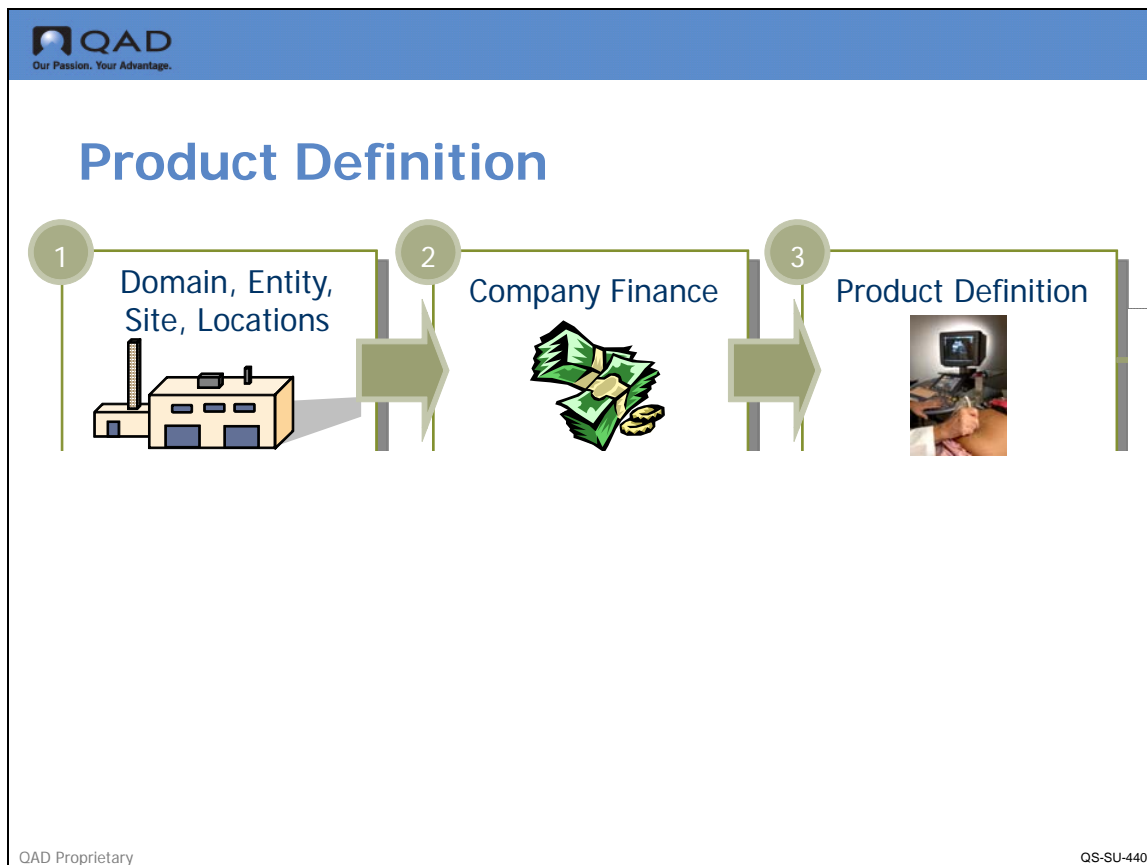 QAD
Our Passion. Your Advantage.
Product Definition
1
Domain, Entity,
Site, Locations
2
Company Finance
3
Product Definition
QAD Proprietary
QS-SU-440